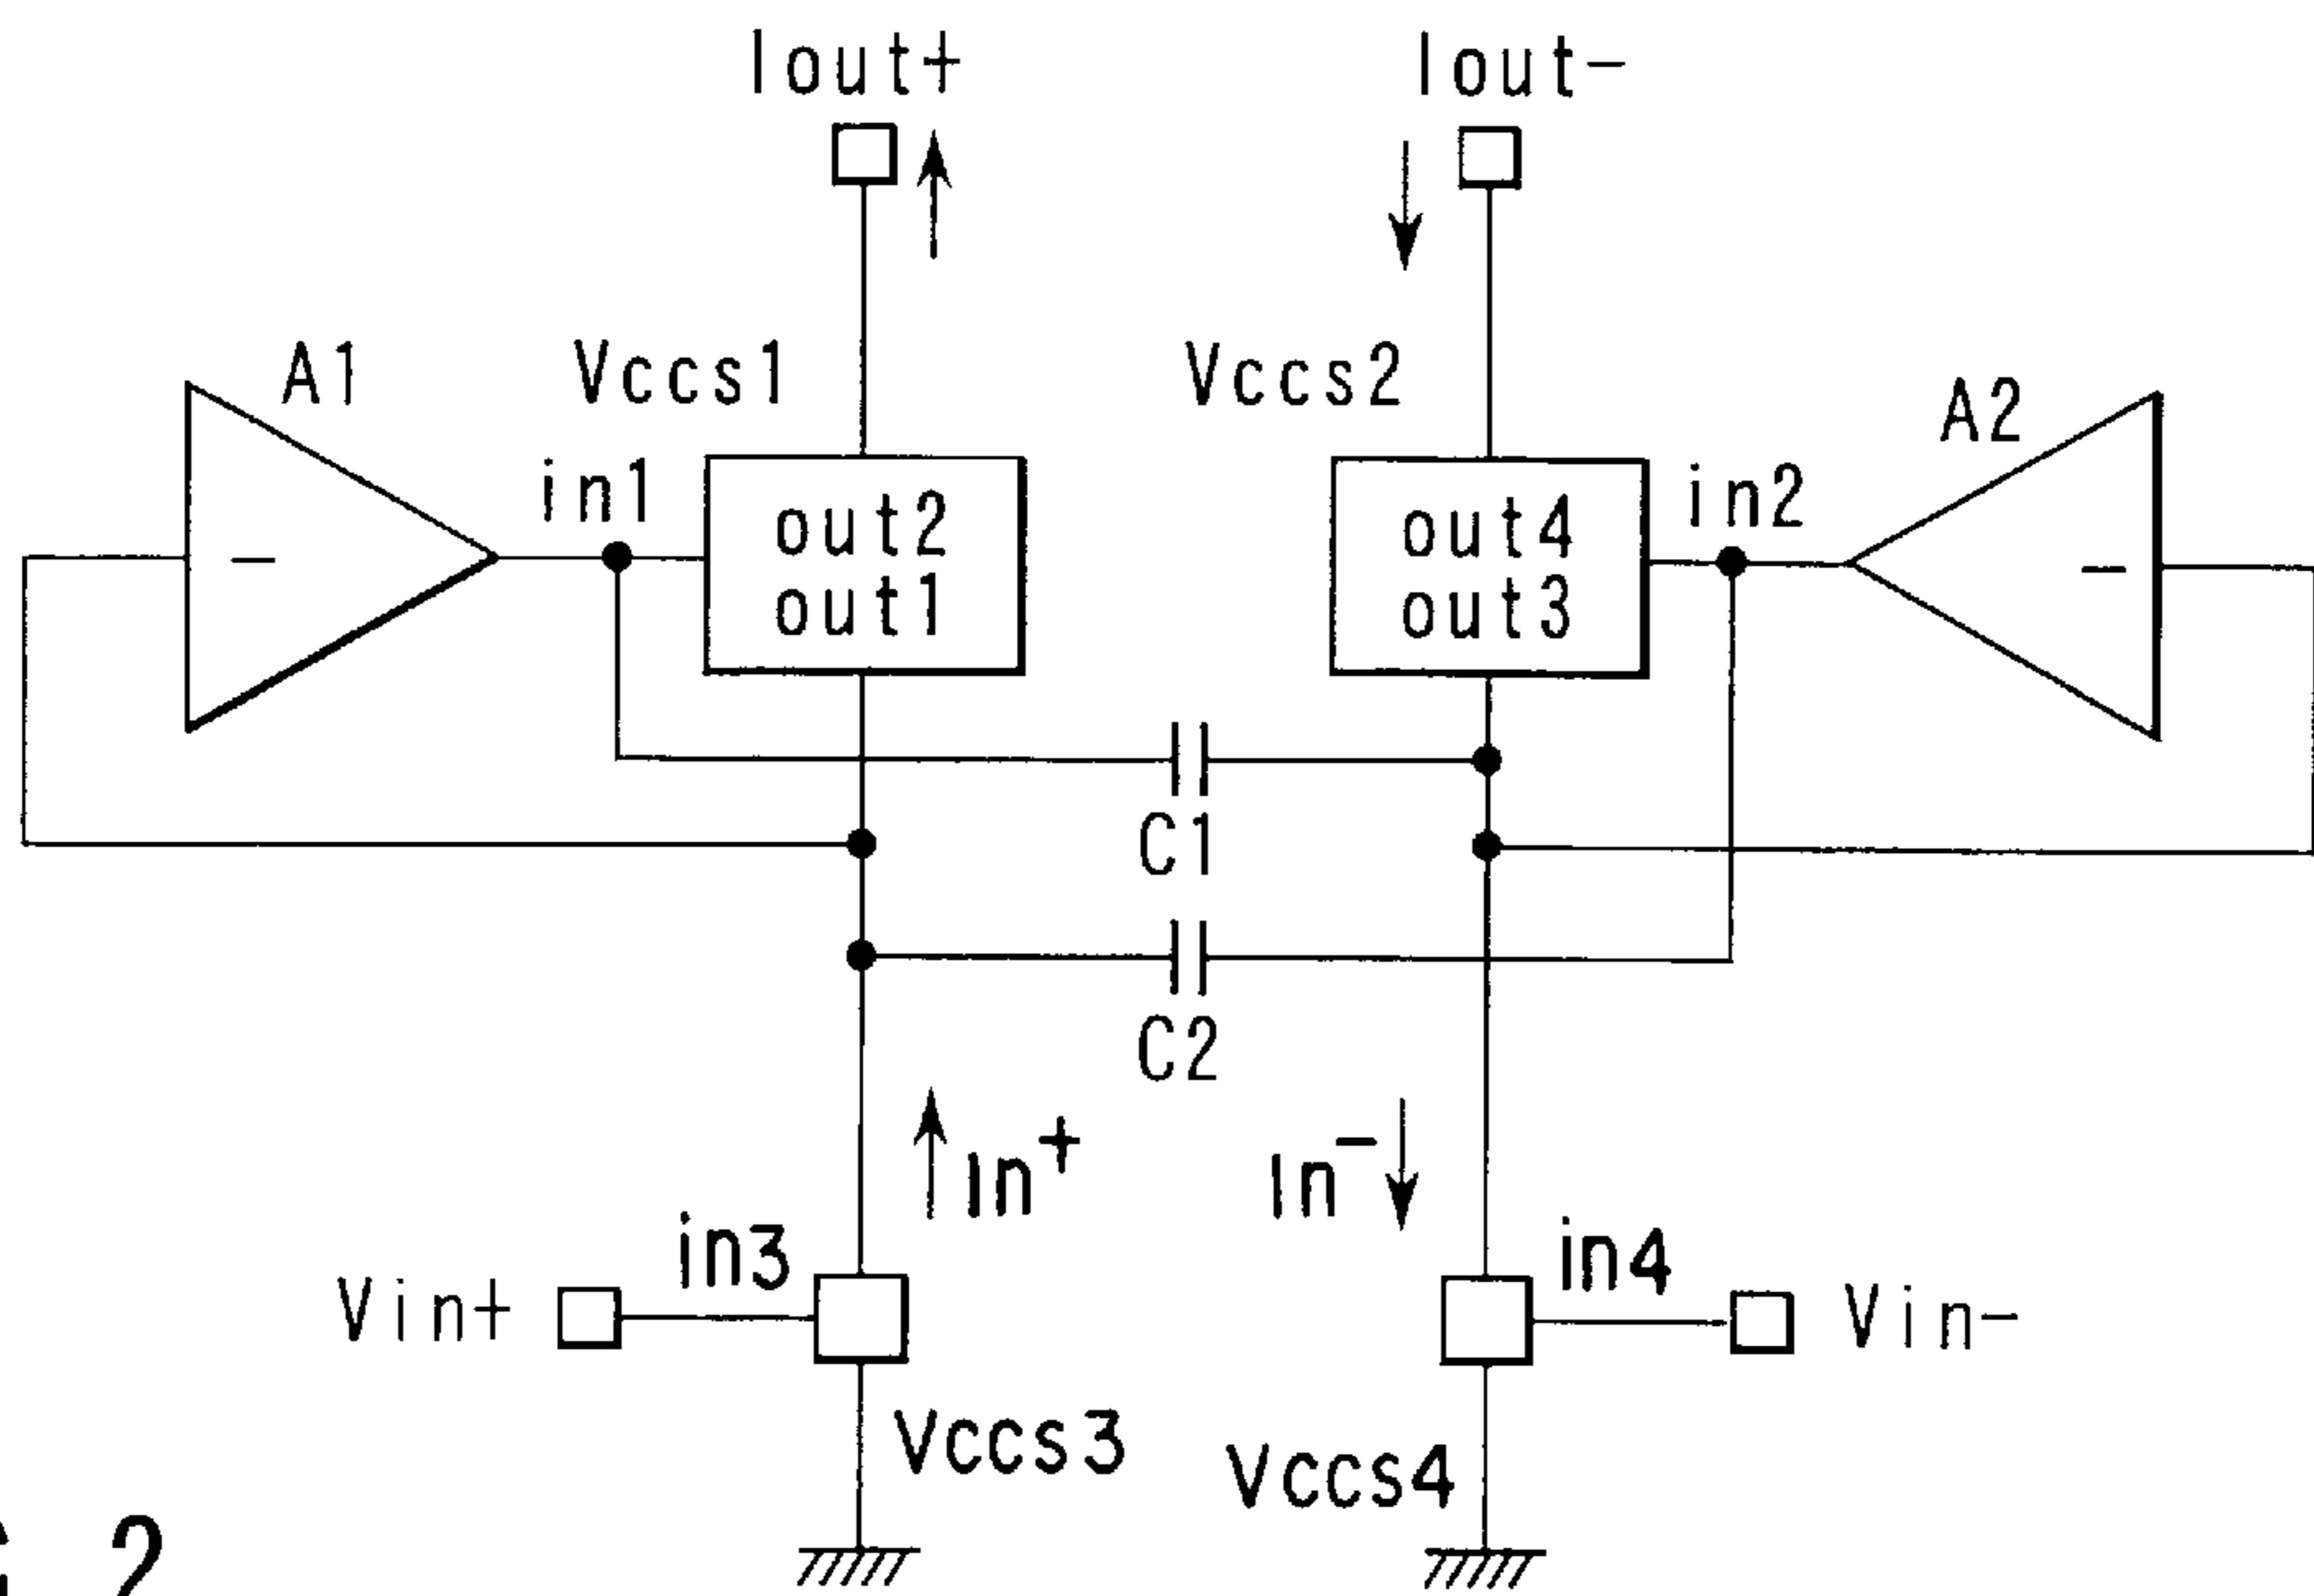 Iout+ Iout-
A1 Vccs1 Vccs2 A2
in1 out2 out4 in2
- out1 out3 -
C1
C2
In+ In-
in3 in4
Vin+ Vin-
Vccs3 Vccs4
2